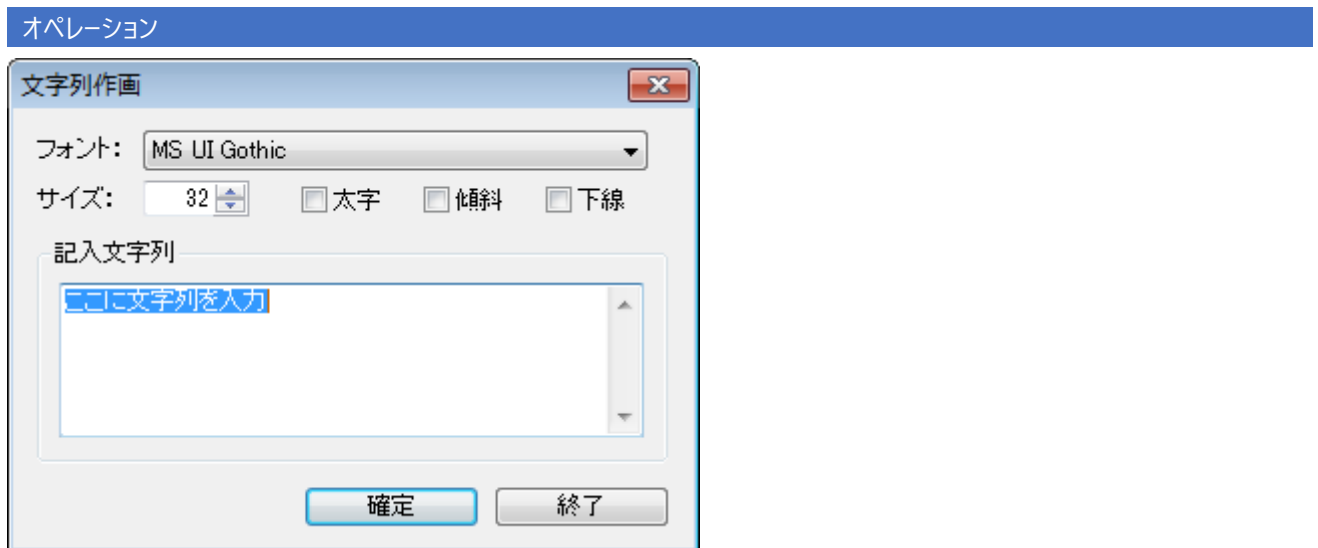 オペレーション
文字列作画
フォント: MS UI Gothic
サイズ: 32 太字 傾斜 下線
記入文字列
ここに文字列を入力
確定 終了